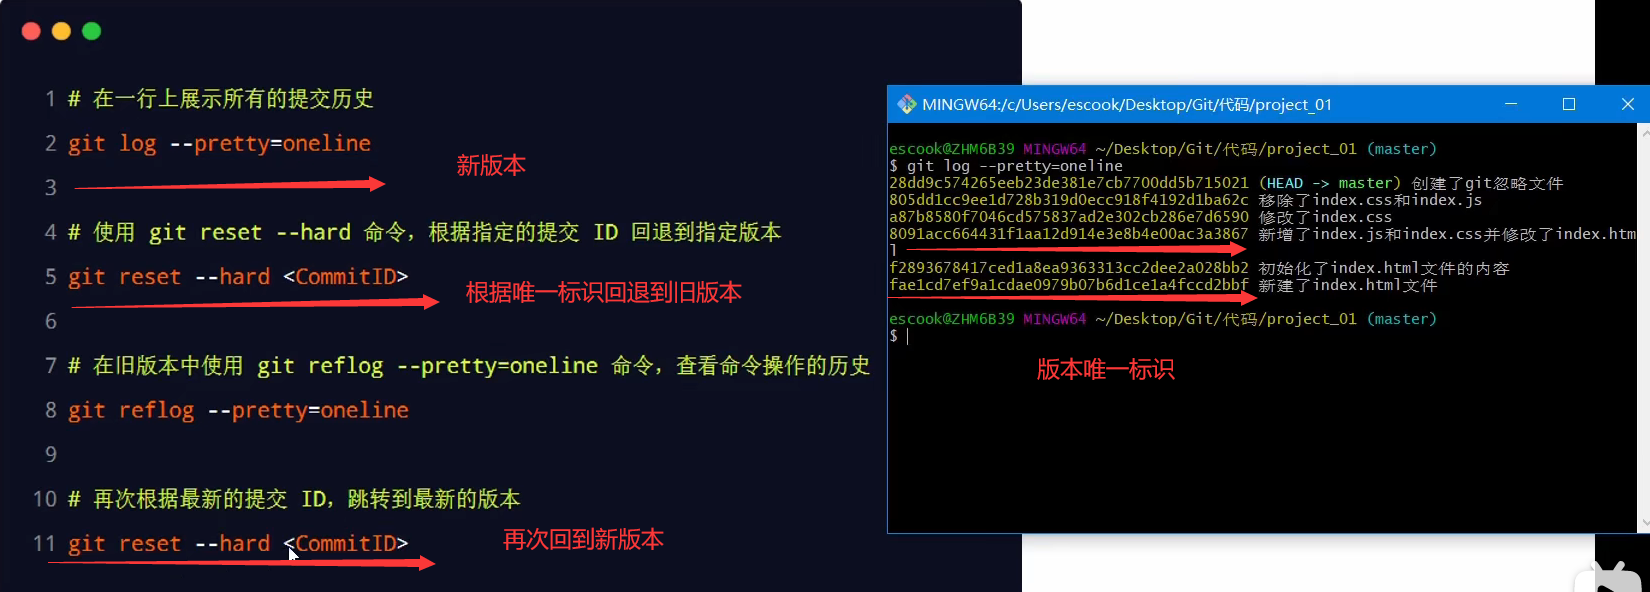 1 # 在一行上展示所有的提交历史
2 git log --pretty=oneline
新版本
3
4 # 使用 git reset --hard 命令，根据指定的提交 ID 回退到指定版本
5 git reset --hard <CommitID>
根据唯一标识回退到旧版本
6
7 # 在旧版本中使用 git reflog --pretty=oneline 命令，查看命令操作的历史
8 git reflog --pretty=oneline
9
10 # 再次根据最新的提交 ID，跳转到最新的版本
11 git reset --hard <CommitID>
再次回到新版本
MINGW64:/c/Users/escook/Desktop/Git/代码/project_01
escook@ZHM6B39 MINGW64 ~/Desktop/Git/代码/project_01 (master)
$ git log --pretty=oneline
28dd9c574265eeb23de381e7cb7700dd5b715021 (HEAD -> master) 创建了git忽略文件
805dd1cc9ee1d728b319d0ecc918f4192d1ba62c 移除了index.css和index.js
a87b8580f7046cd575837ad2e302cb286e7d6590 修改了index.css
8091acc664431f1aa12d914e3e8b4e00ac3a3867 新增了index.js和index.css并修改了index.htm
l
f2893678417ced1a8ea9363313cc2dee2a028bb2 初始化了index.html文件的内容
fae1cd7ef9a1cdae0979b07b6d1ce1a4fccd2bbf 新建了index.html文件
escook@ZHM6B39 MINGW64 ~/Desktop/Git/代码/project_01 (master)
$
版本唯一标识